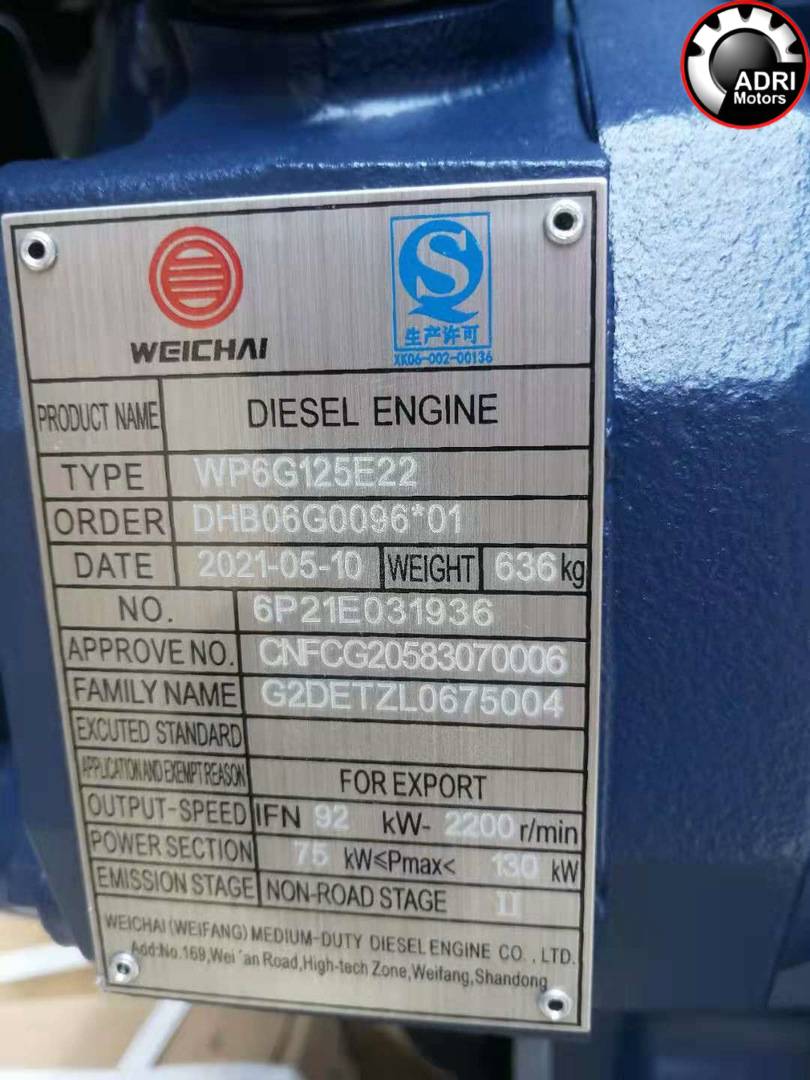 ADRI
Motors
WEICHAI
S
生产许可
XK06-002-00136
PRODUCT NAME DIESEL ENGINE
TYPE WP6G125E22
ORDER DHB06G0096*01
DATE 2021-05-10 WEIGHT 636kg
NO. 6P21E031936
APPROVE NO. CNFCG20583070006
FAMILY NAME G2DETZL0675004
EXCUTED STANDARD
APPLICATION AND EXEMPT REASON FOR EXPORT
OUTPUT-SPEED IFN 92 kW- 2200 r/min
POWER SECTION 75 kW≤Pmax< 130 kW
EMISSION STAGE NON-ROAD STAGE II
WEICHAI (WEIFANG) MEDIUM-DUTY DIESEL ENGINE CO., LTD.
Add:No.169,Wei´an Road,High-tech Zone,Weifang,Shandong